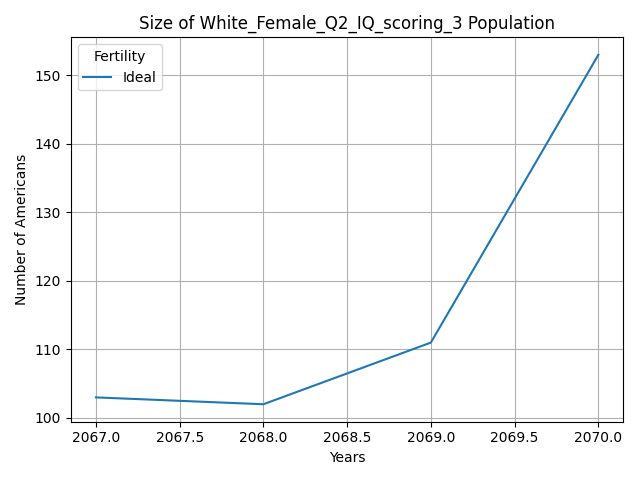 Size of White_Female_Q2_IQ_scoring_3 Population
Fertility
Ideal
Number of Americans
150
140
130
120
110
100
2067.0 2067.5 2068.0 2068.5 2069.0 2069.5 2070.0
Years